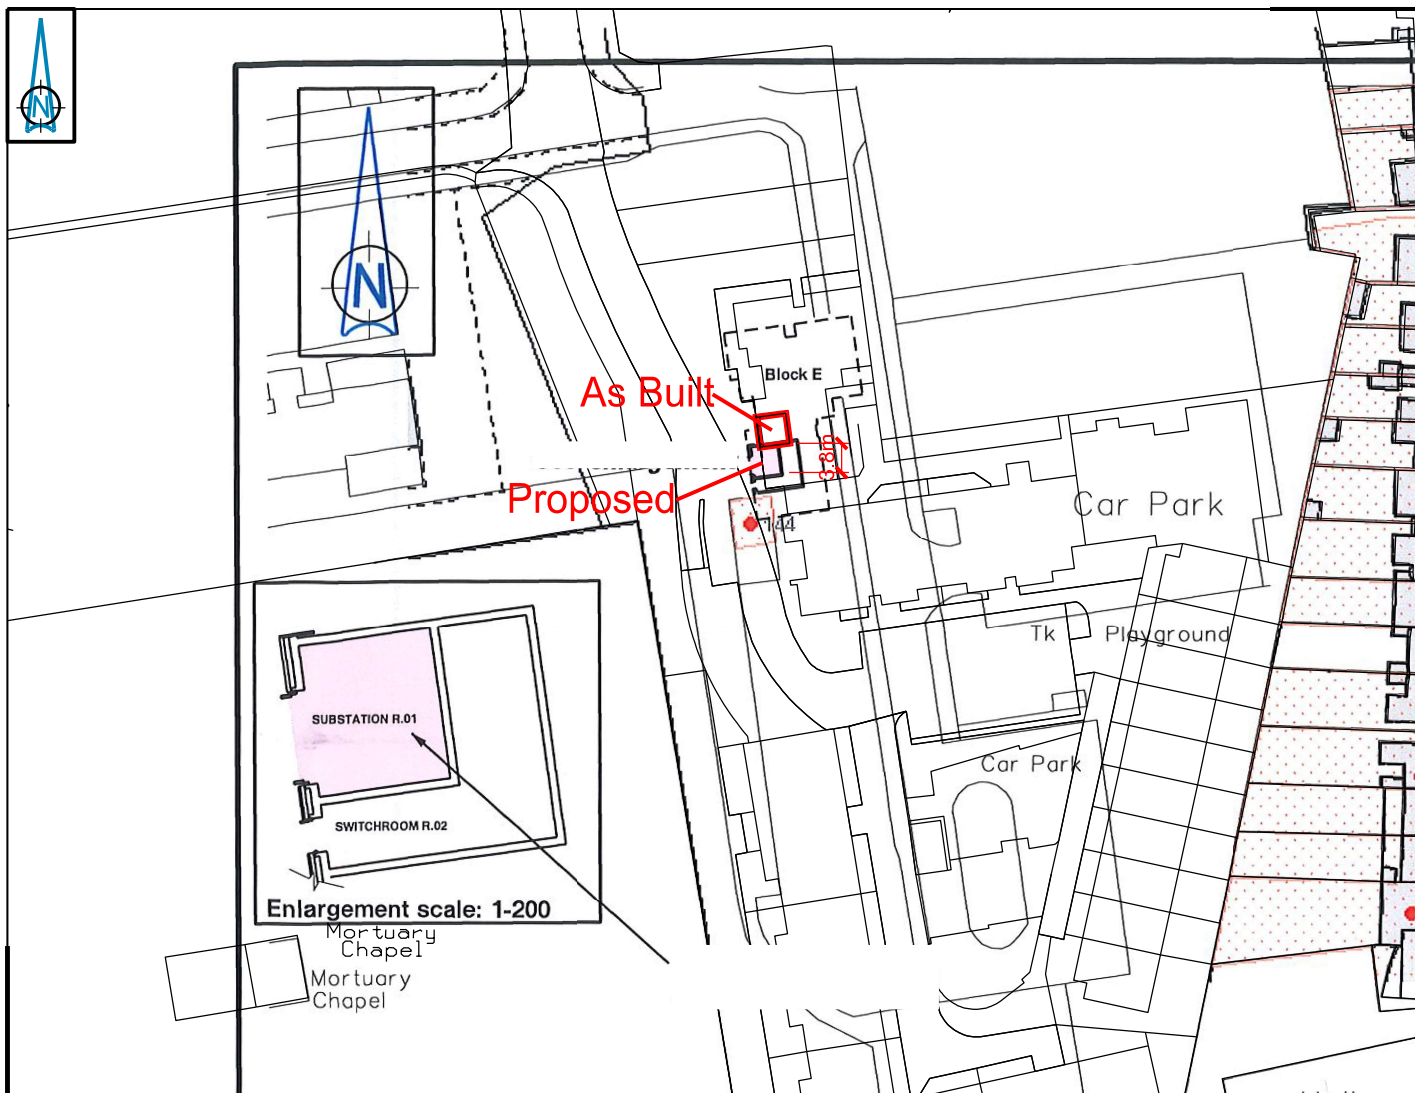 N
N
Block E
As Built
3.8m
Proposed
Car Park
144
Tk
Playground
SUBSTATION R.01
Car Park
SWITCHROOM R.02
Enlargement scale: 1-200
Mortuary
Chapel
Mortuary
Chapel